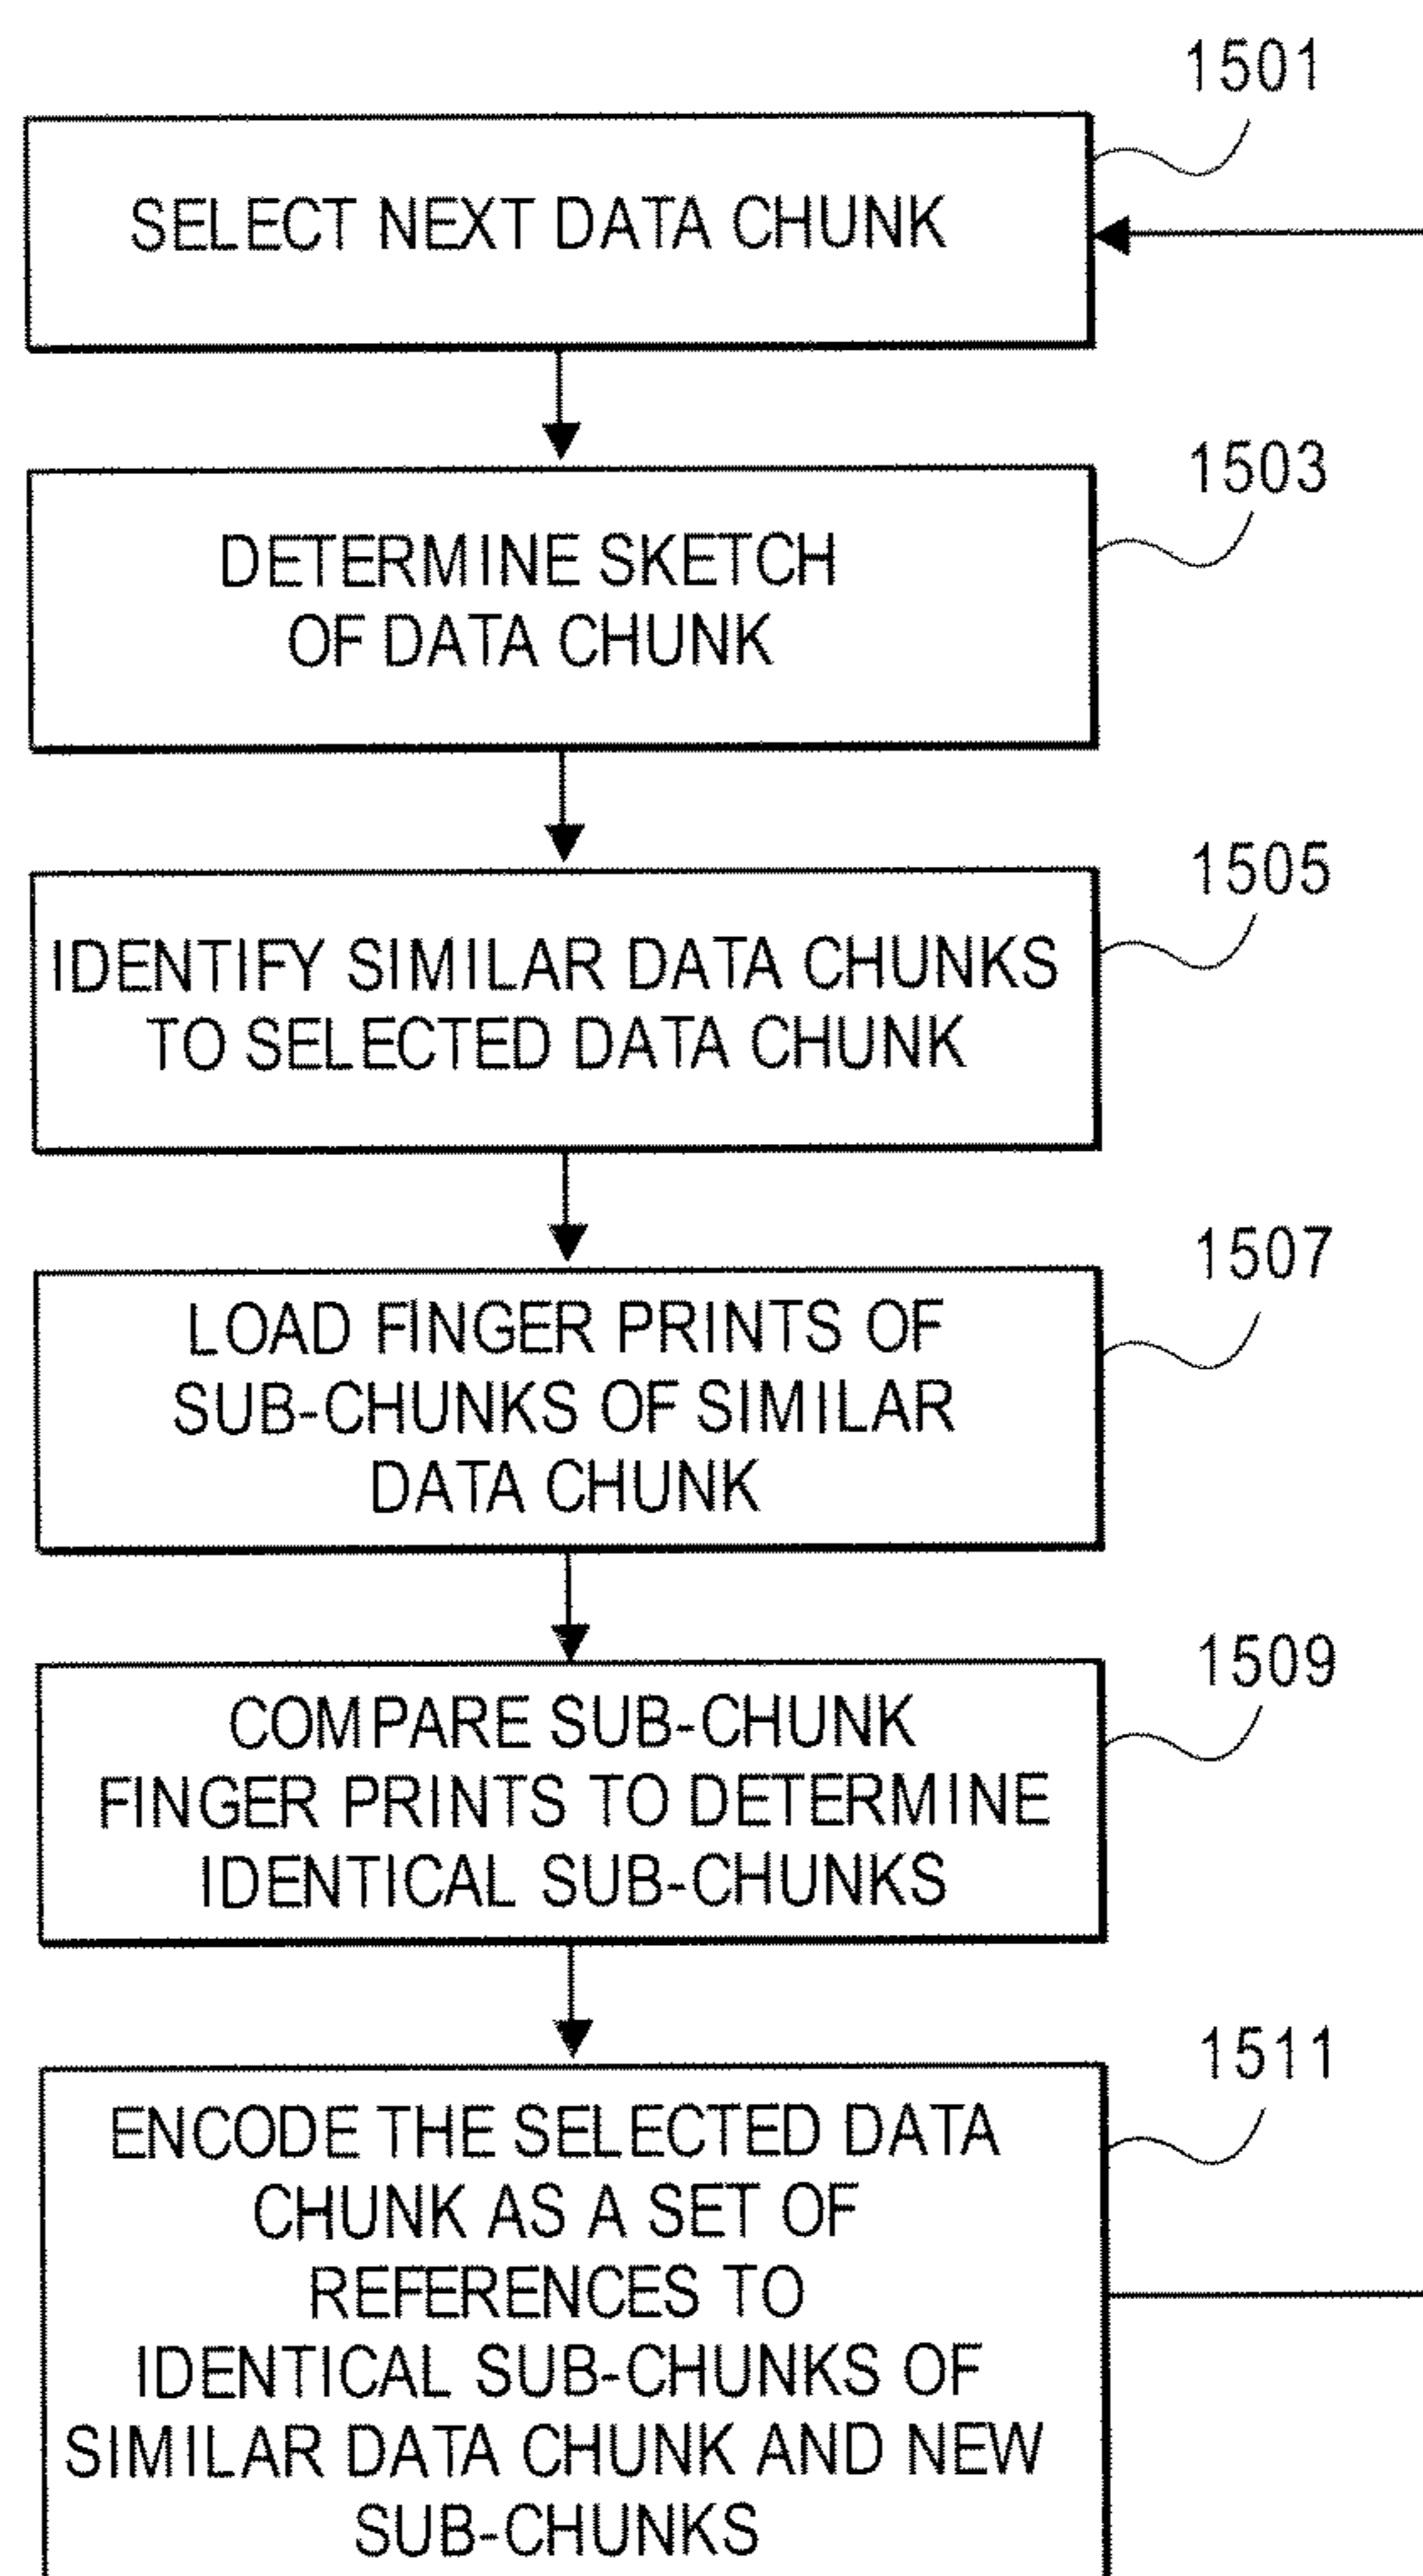 1501
SELECT NEXT DATA CHUNK
1503
DETERMINE SKETCH
OF DATA CHUNK
1505
IDENTIFY SIMILAR DATA CHUNKS
TO SELECTED DATA CHUNK
1507
LOAD FINGER PRINTS OF
SUB-CHUNKS OF SIMILAR
DATA CHUNK
1509
COMPARE SUB-CHUNK
FINGER PRINTS TO DETERMINE
IDENTICAL SUB-CHUNKS
1511
ENCODE THE SELECTED DATA
CHUNK AS A SET OF
REFERENCES TO
IDENTICAL SUB-CHUNKS OF
SIMILAR DATA CHUNK AND NEW
SUB-CHUNKS